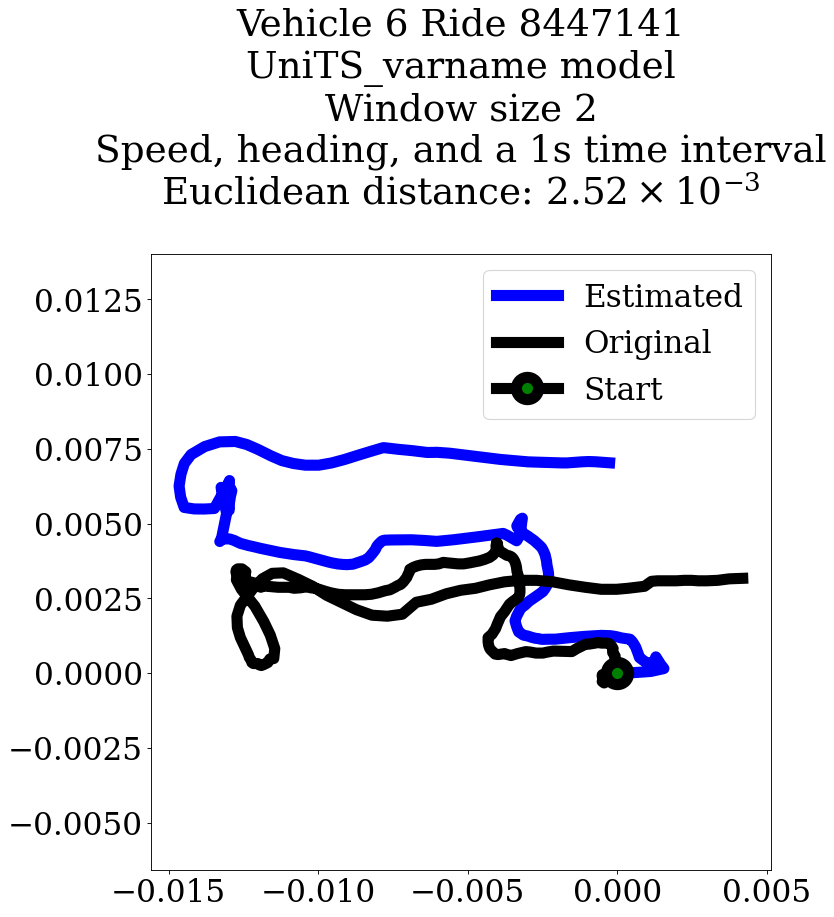 Vehicle 6 Ride 8447141
UniTS_varname model
Window size 2
Speed, heading, and a 1s time interval
Euclidean distance: 2.52 × 10⁻³
Estimated
Original
Start
0.0125
0.0100
0.0075
0.0050
0.0025
0.0000
−0.0025
−0.0050
−0.015 −0.010 −0.005 0.000 0.005